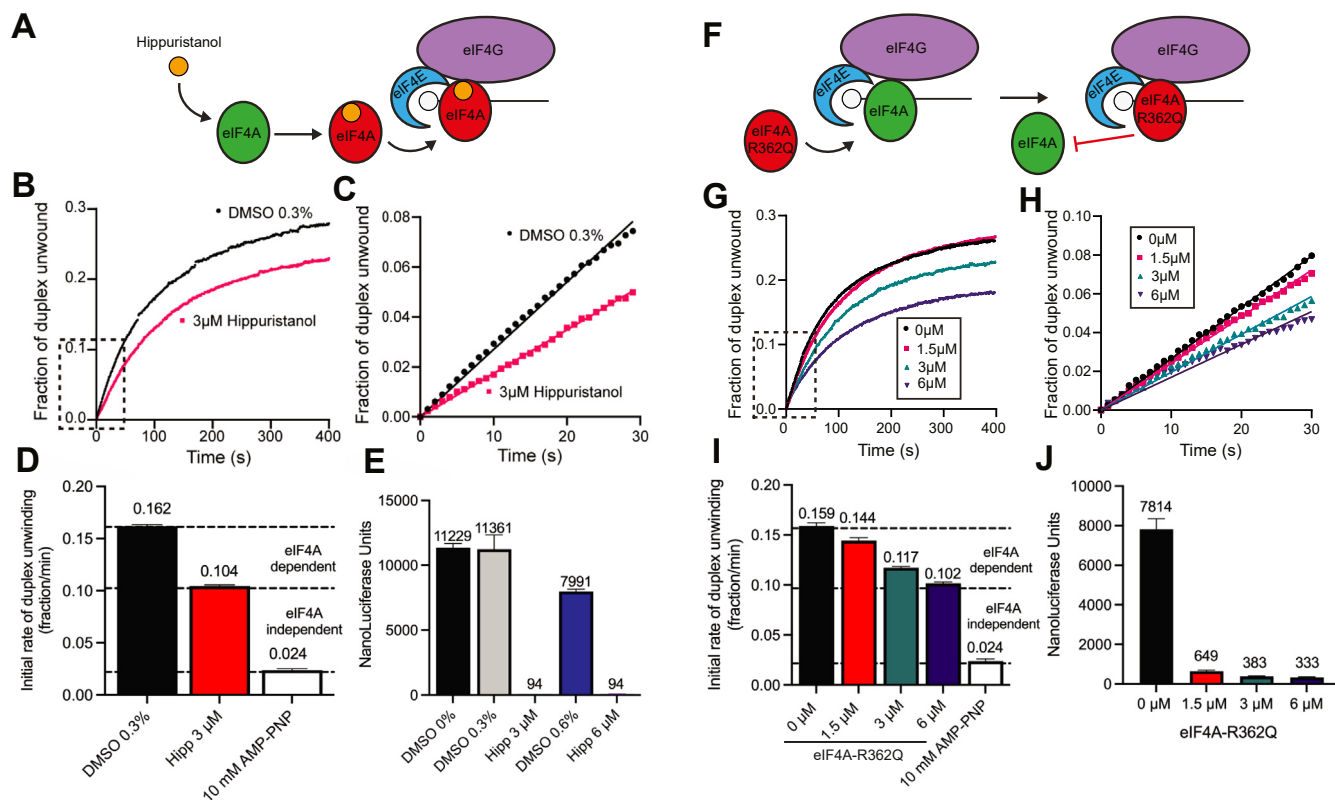 A
Hippuristanol
eIF4A
eIF4A
eIF4G
eIF4E
eIF4A
B
Fraction of duplex unwound
0.3
0.2
0.1
0.0
DMSO 0.3%
3µM Hippuristanol
0
100
200
300
400
Time (s)
C
Fraction of duplex unwound
0.08
0.06
0.04
0.02
0.00
DMSO 0.3%
3µM Hippuristanol
0
10
20
30
Time (s)
D
Initial rate of duplex unwinding
(fraction/min)
0.20
0.15
0.10
0.05
0.00
0.162
0.104
0.024
eIF4A
dependent
eIF4A
independent
DMSO 0.3%
Hipp 3 µM
10 mM AMP-PNP
E
NanoLuciferase Units
15000
10000
5000
0
11229
11361
94
7991
94
DMSO 0%
DMSO 0.3%
Hipp 3 µM
DMSO 0.6%
Hipp 6 µM
F
eIF4A
R362Q
eIF4G
eIF4E
eIF4A
eIF4A
eIF4G
eIF4E
eIF4A
R362Q
G
Fraction of duplex unwound
0.3
0.2
0.1
0.0
0µM
1.5µM
3µM
6µM
0
100
200
300
400
Time (s)
H
Fraction of duplex unwound
0.10
0.08
0.06
0.04
0.02
0.00
0µM
1.5µM
3µM
6µM
0
10
20
30
Time (s)
I
Initial rate of duplex unwinding
(fraction/min)
0.20
0.15
0.10
0.05
0.00
0.159
0.144
0.117
0.102
0.024
eIF4A
dependent
eIF4A
independent
0 µM
1.5 µM
3 µM
6 µM
10 mM AMP-PNP
eIF4A-R362Q
J
Nanoluciferase Units
10000
8000
6000
4000
2000
0
7814
649
383
333
0 µM
1.5 µM
3 µM
6 µM
eIF4A-R362Q